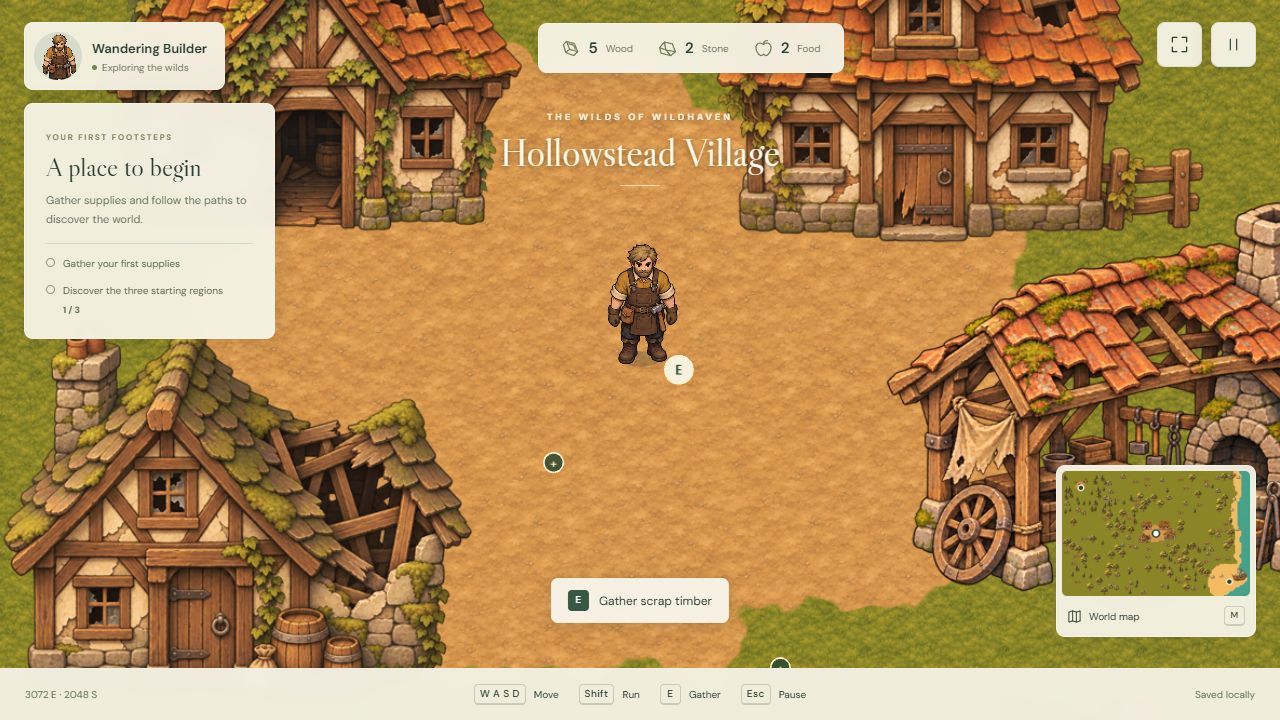 Wandering Builder
Exploring the wilds
5 Wood 2 Stone 2 Food
YOUR FIRST FOOTSTEPS
A place to begin
Gather supplies and follow the paths to
discover the world.
Gather your first supplies
Discover the three starting regions
1 / 3
THE WILDS OF WILDHAVEN
Hollowstead Village
E
E Gather scrap timber
World map M
3072 E · 2048 S
W A S D Move Shift Run E Gather Esc Pause
Saved locally